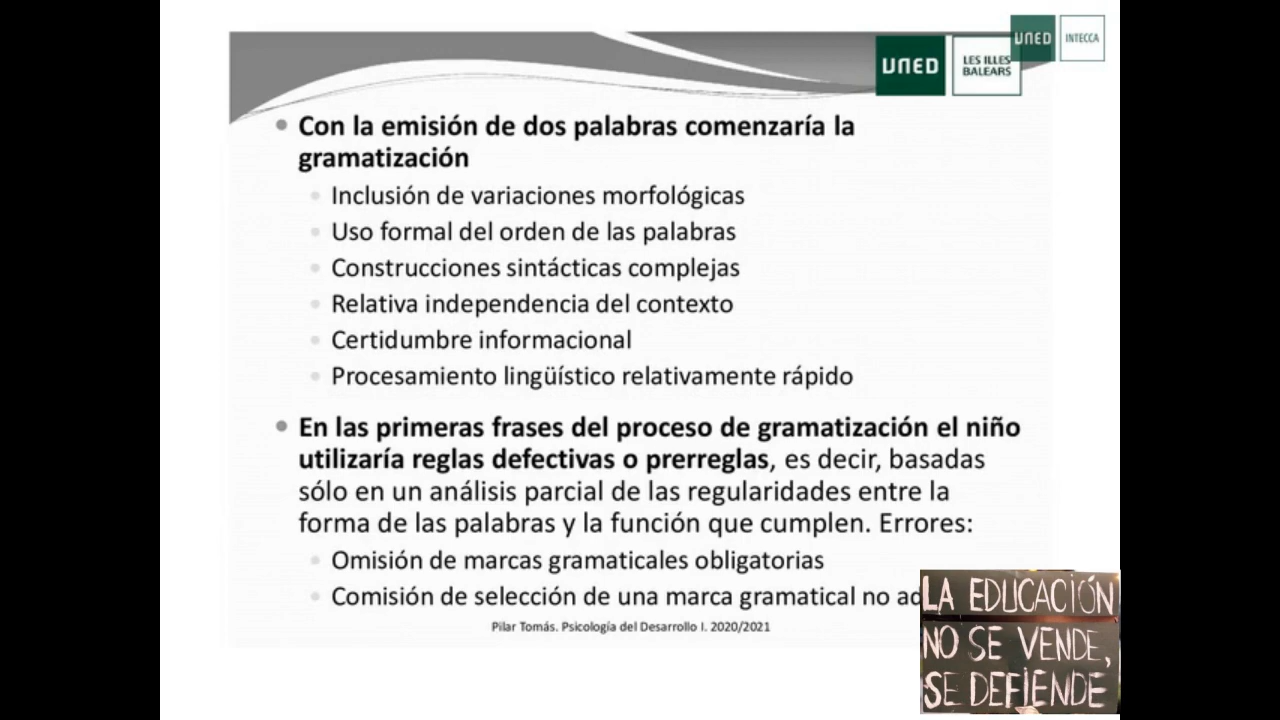 UNED
INTECCA
UNED
LES ILLES
BALEARS
• Con la emisión de dos palabras comenzaría la
gramatización
• Inclusión de variaciones morfológicas
• Uso formal del orden de las palabras
• Construcciones sintácticas complejas
• Relativa independencia del contexto
• Certidumbre informacional
• Procesamiento lingüístico relativamente rápido
• En las primeras frases del proceso de gramatización el niño
utilizaría reglas defectivas o prerreglas, es decir, basadas
sólo en un análisis parcial de las regularidades entre la
forma de las palabras y la función que cumplen. Errores:
• Omisión de marcas gramaticales obligatorias
• Comisión de selección de una marca gramatical no
Pilar Tomás. Psicología del Desarrollo I. 2020/2021
LA EDUCACIÓN
NO SE VENDE,
SE DEFIENDE